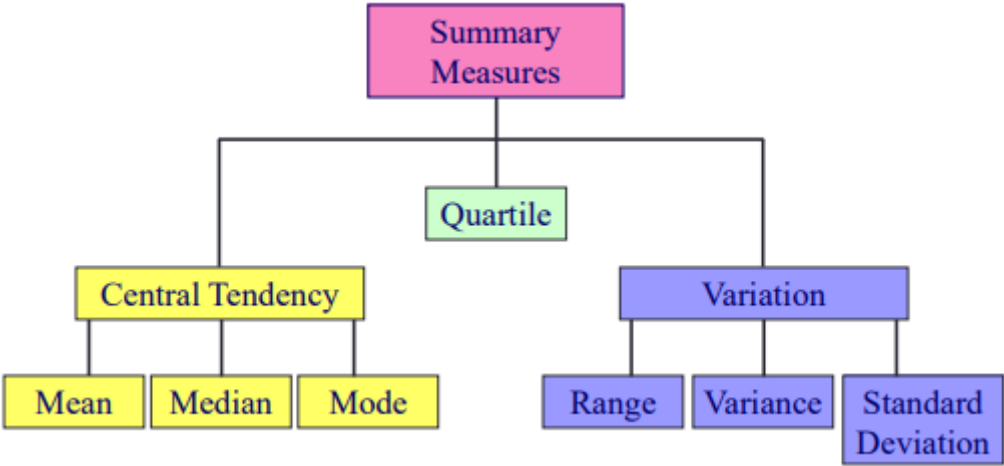 Summary
Measures
Quartile
Central Tendency
Variation
Mean
Median
Mode
Range
Variance
Standard
Deviation